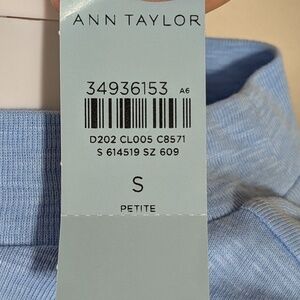 ANN TAYLOR
34936153 A6
D202 CL005 C8571
S 614519 SZ 609
S
PETITE